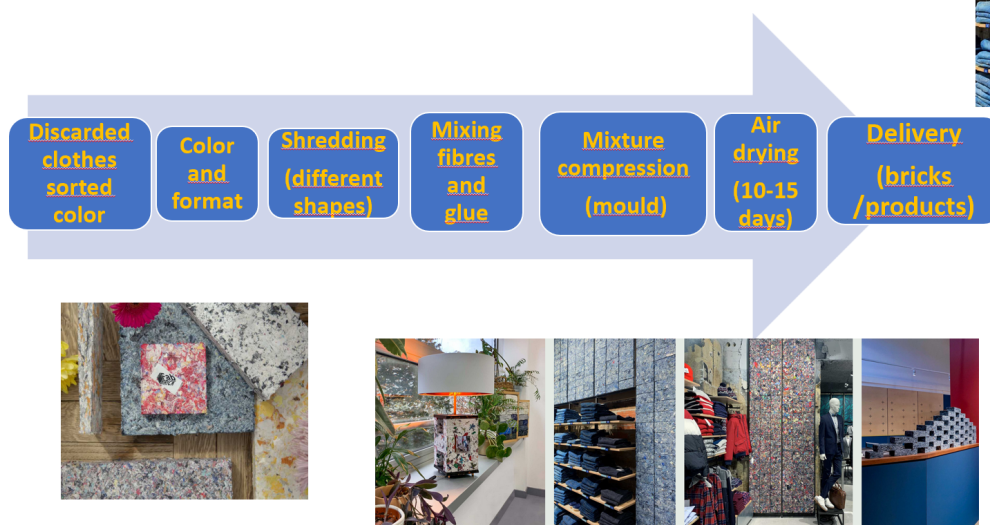 Discarded
clothes
sorted
color
Color
and
format
Shredding
(different
shapes)
Mixing
fibres
and
glue
Mixture
compression
(mould)
Air
drying
(10-15
days)
Delivery
(bricks
/products)